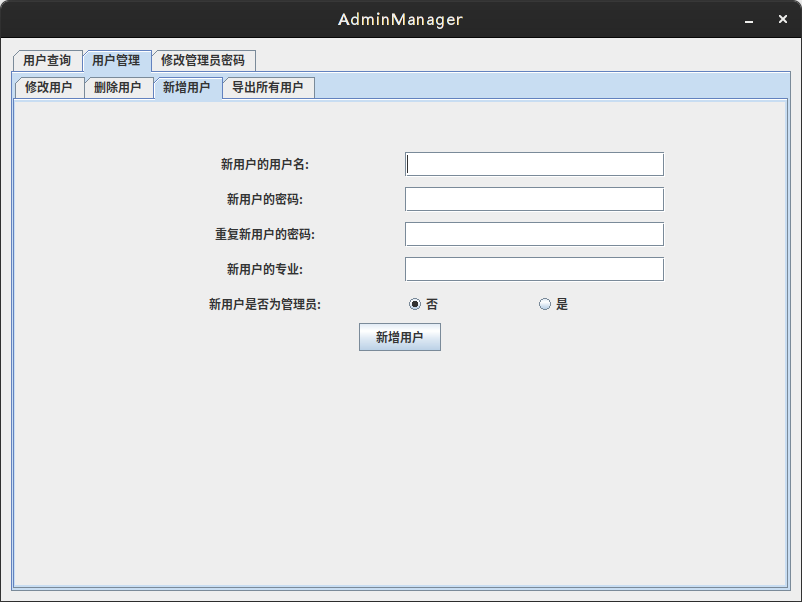 AdminManager
用户查询 用户管理 修改管理员密码
修改用户 删除用户 新增用户 导出所有用户
新用户的用户名:
新用户的密码:
重复新用户的密码:
新用户的专业:
新用户是否为管理员: 否 是
新增用户